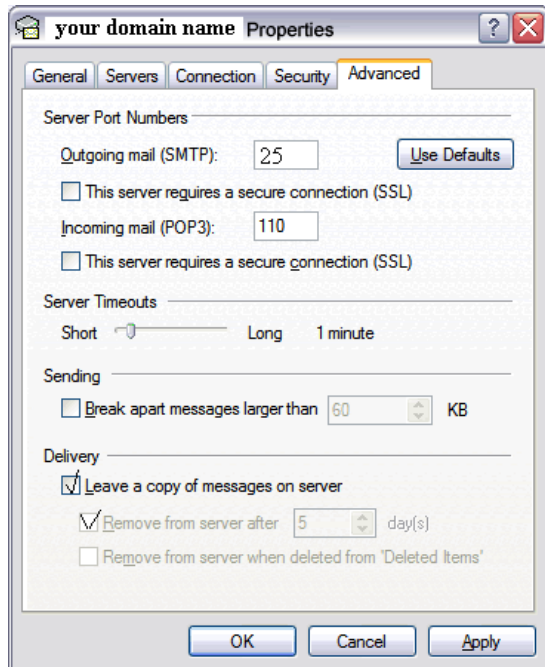 your domain name Properties
General Servers Connection Security Advanced
Server Port Numbers
Outgoing mail (SMTP): 25 Use Defaults
This server requires a secure connection (SSL)
Incoming mail (POP3): 110
This server requires a secure connection (SSL)
Server Timeouts
Short Long 1 minute
Sending
Break apart messages larger than 60 KB
Delivery
Leave a copy of messages on server
Remove from server after 5 day(s)
Remove from server when deleted from 'Deleted Items'
OK Cancel Apply